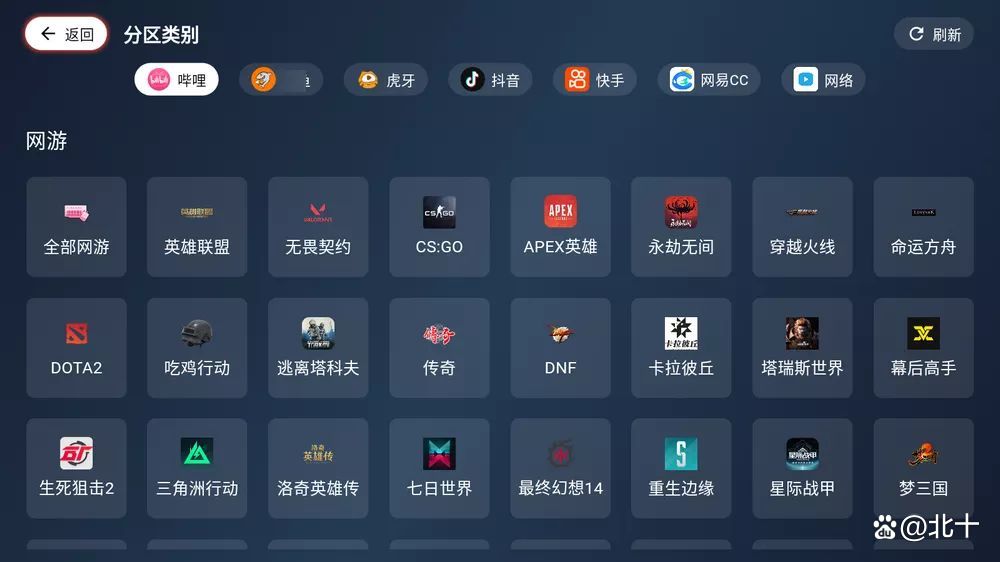 返回
分区类别
刷新
哔哩
虎牙
抖音
快手
网易CC
网络
网游
全部网游
英雄联盟
无畏契约
CS:GO
APEX英雄
永劫无间
穿越火线
命运方舟
DOTA2
吃鸡行动
逃离塔科夫
传奇
DNF
卡拉彼丘
塔瑞斯世界
幕后高手
生死狙击2
三角洲行动
洛奇英雄传
七日世界
最终幻想14
重生边缘
星际战甲
梦三国
@北十